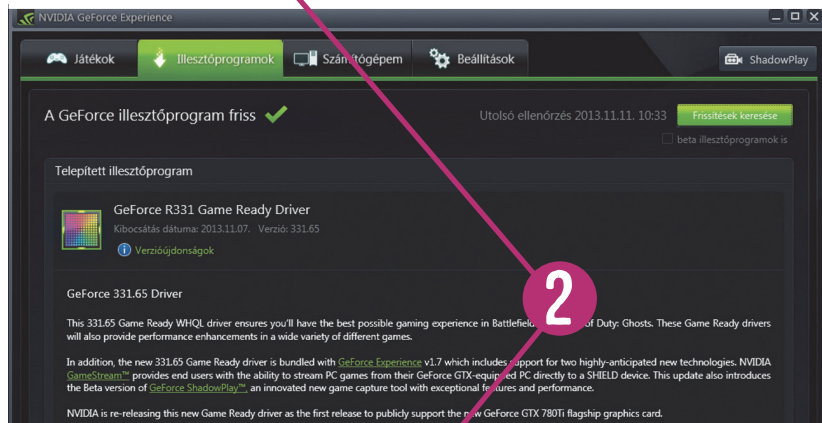 NVIDIA GeForce Experience
Játékok Illesztőprogramok Számítógépem Beállítások ShadowPlay
A GeForce illesztőprogram friss Utolsó ellenőrzés 2013.11.11. 10:33 Frissítések keresése
beta illesztőprogramok is
Telepített illesztőprogram
GeForce R331 Game Ready Driver
Kibocsátás dátuma: 2013.11.07. Verzió: 331.65
Verzióújdonságok
GeForce 331.65 Driver
2
This 331.65 Game Ready WHQL driver ensures you'll have the best possible gaming experience in Battlefield of Duty: Ghosts. These Game Ready drivers
will also provide performance enhancements in a wide variety of different games.
In addition, the new 331.65 Game Ready driver is bundled with GeForce Experience v1.7 which includes support for two highly-anticipated new technologies. NVIDIA
GameStream™ provides end users with the ability to stream PC games from their GeForce GTX-equipped PC directly to a SHIELD device. This update also introduces
the Beta version of GeForce ShadowPlay™, an innovated new game capture tool with exceptional features and performance.
NVIDIA is re-releasing this new Game Ready driver as the first release to publicly support the new GeForce GTX 780Ti flagship graphics card.